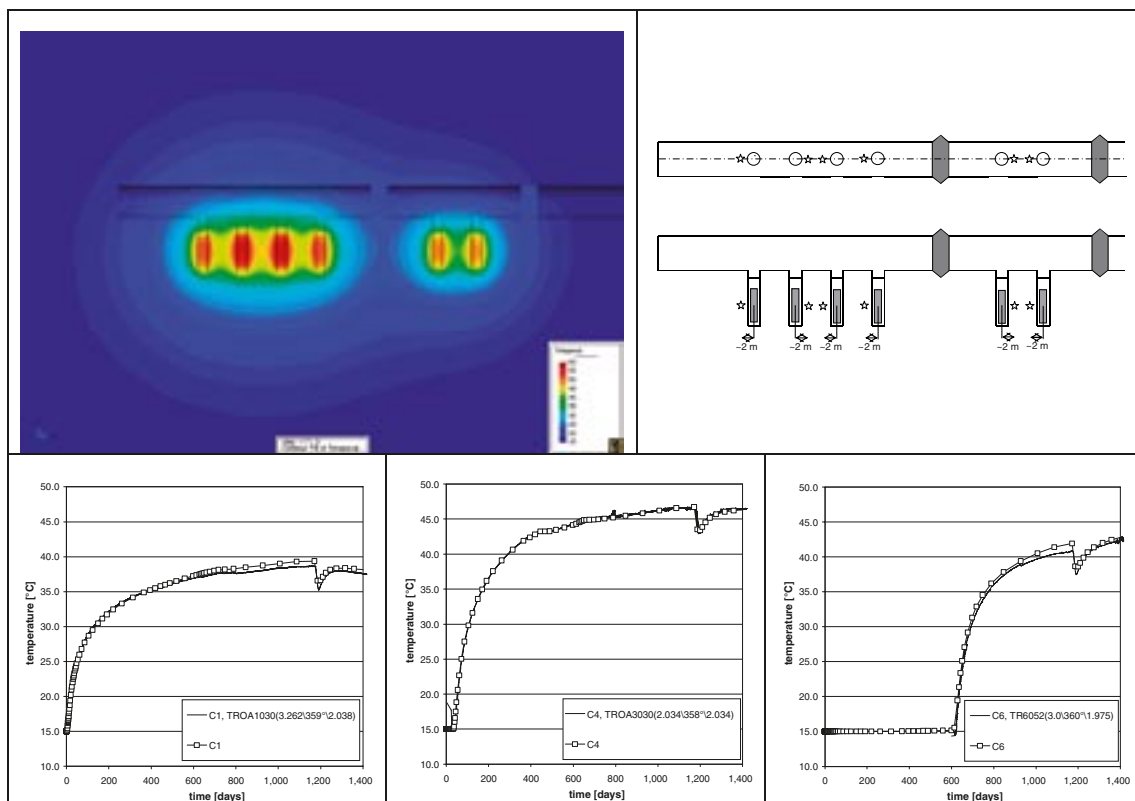 ~2 m
~2 m ~2 m
~2 m
~2 m ~2 m
50.0
45.0
40.0
35.0
30.0
25.0
20.0
15.0
10.0
temperature [°C]
0 200 400 600 800 1,000 1,200 1,400
time [days]
C1, TROA1030(3.262\359°\2.038)
C1
50.0
45.0
40.0
35.0
30.0
25.0
20.0
15.0
10.0
temperature [°C]
0 200 400 600 800 1,000 1,200 1,400
time [days]
C4, TROA3030(2.034\358°\2.034)
C4
50.0
45.0
40.0
35.0
30.0
25.0
20.0
15.0
10.0
temperature [°C]
0 200 400 600 800 1,000 1,200 1,400
time [days]
C6, TR6052(3.0\360°\1.975)
C6